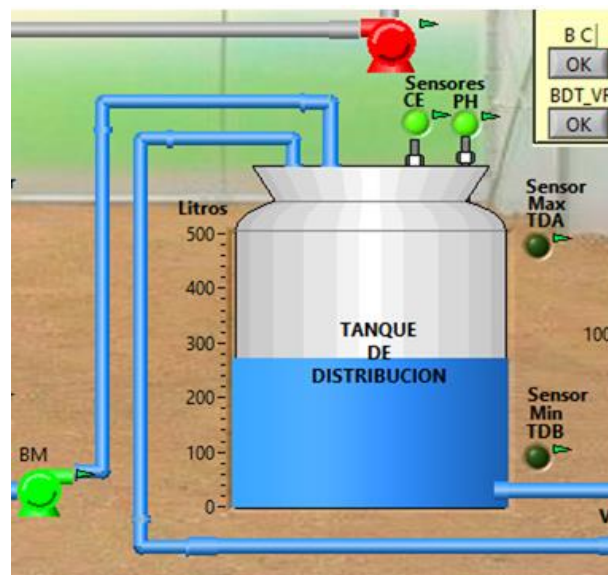 B C
OK
BDT_VF
OK
Sensores
CE PH
Sensor
Max
TDA
Litros
500
400
300
200
100
0
TANQUE
DE
DISTRIBUCION
100
Sensor
Min
TDB
BM
V